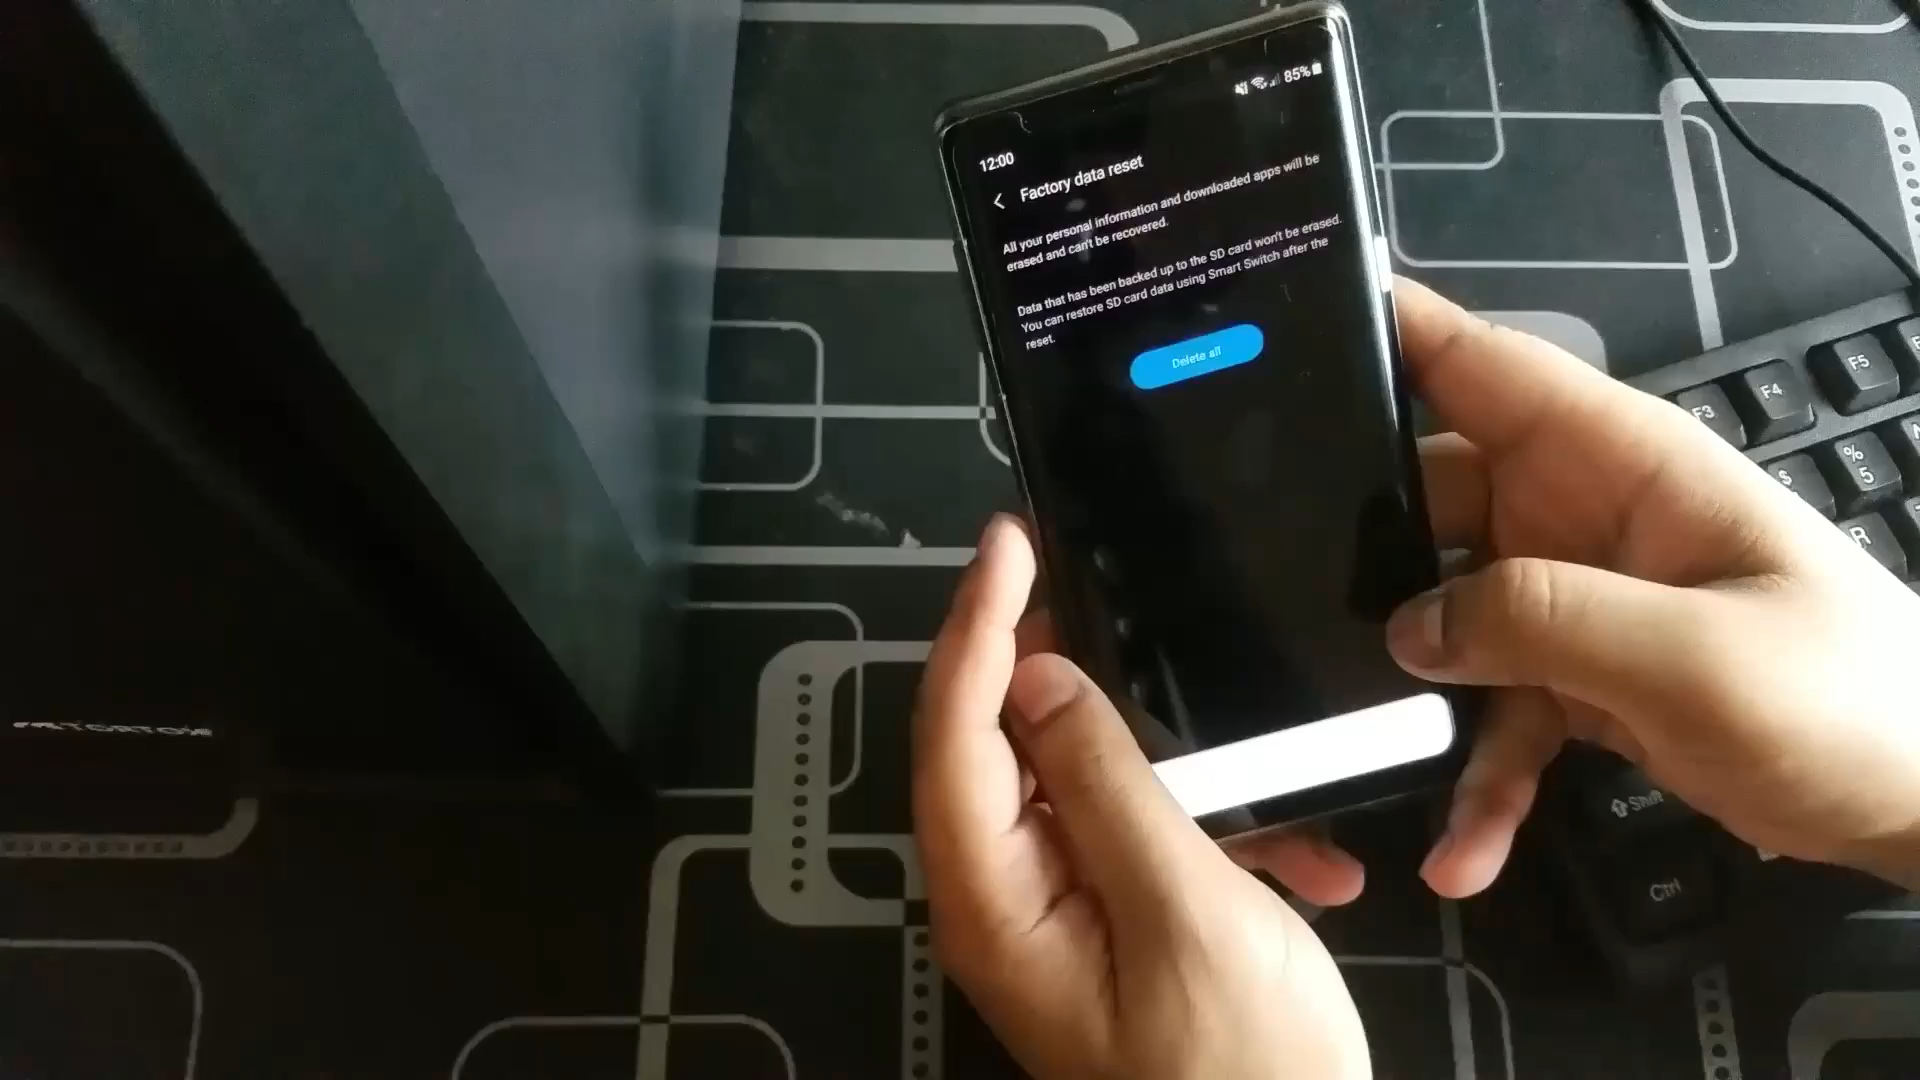 85%
12:00
Factory data reset
All your personal information and downloaded apps will be
erased and can't be recovered.
Data that has been backed up to the SD card won't be erased.
You can restore SD card data using Smart Switch after the
reset.
Delete all
F3
F4
F5
$
%
5
R
Shift
Ctrl